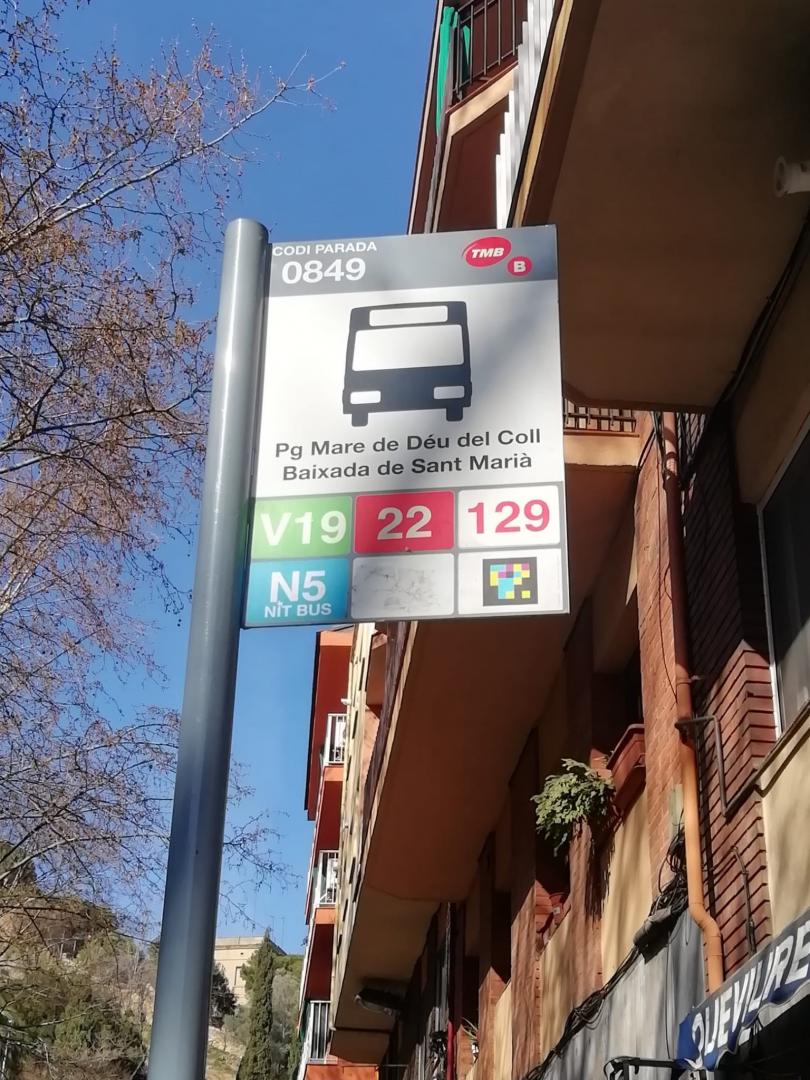 CODI PARADA
0849
TMB
B
Pg Mare de Déu del Coll
Baixada de Sant Marià
V19 22 129
N5
NIT BUS